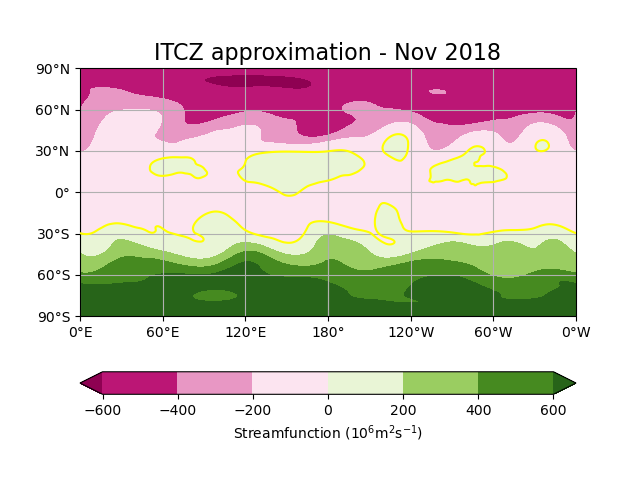 ITCZ approximation - Nov 2018
90°N
60°N
30°N
0°
30°S
60°S
90°S
0°E 60°E 120°E 180° 120°W 60°W 0°W
−600 −400 −200 0 200 400 600
Streamfunction (10⁶m²s⁻¹)